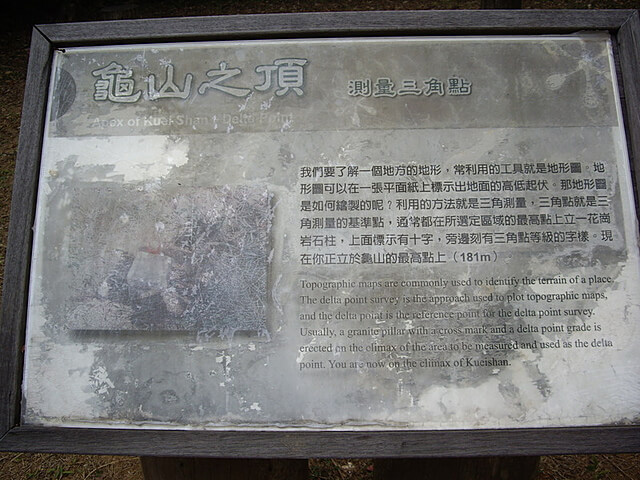 龜山之頂 測量三角點
Apex of Kuei Shan Delta Point
我們要了解一個地方的地形，常利用的工具就是地形圖。地
形圖可以在一張平面紙上標示出地面的高低起伏。那地形圖
是如何繪製的呢？利用的方法就是三角測量，三角點就是三
角測量的基準點，通常都在所選定區域的最高點上立一花崗
岩石柱，上面標示有十字，旁邊刻有三角點等級的字樣。現
在你正立於龜山的最高點上（181m）
Topographic maps are commonly used to identify the terrain of a place.
The delta point survey is the approach used to plot topographic maps,
and the delta point is the reference point for the delta point survey.
Usually, a granite pillar with a cross mark and a delta point grade is
erected on the climax of the area to be measured and used as the delta
point. You are now on the climax of Kueishan.